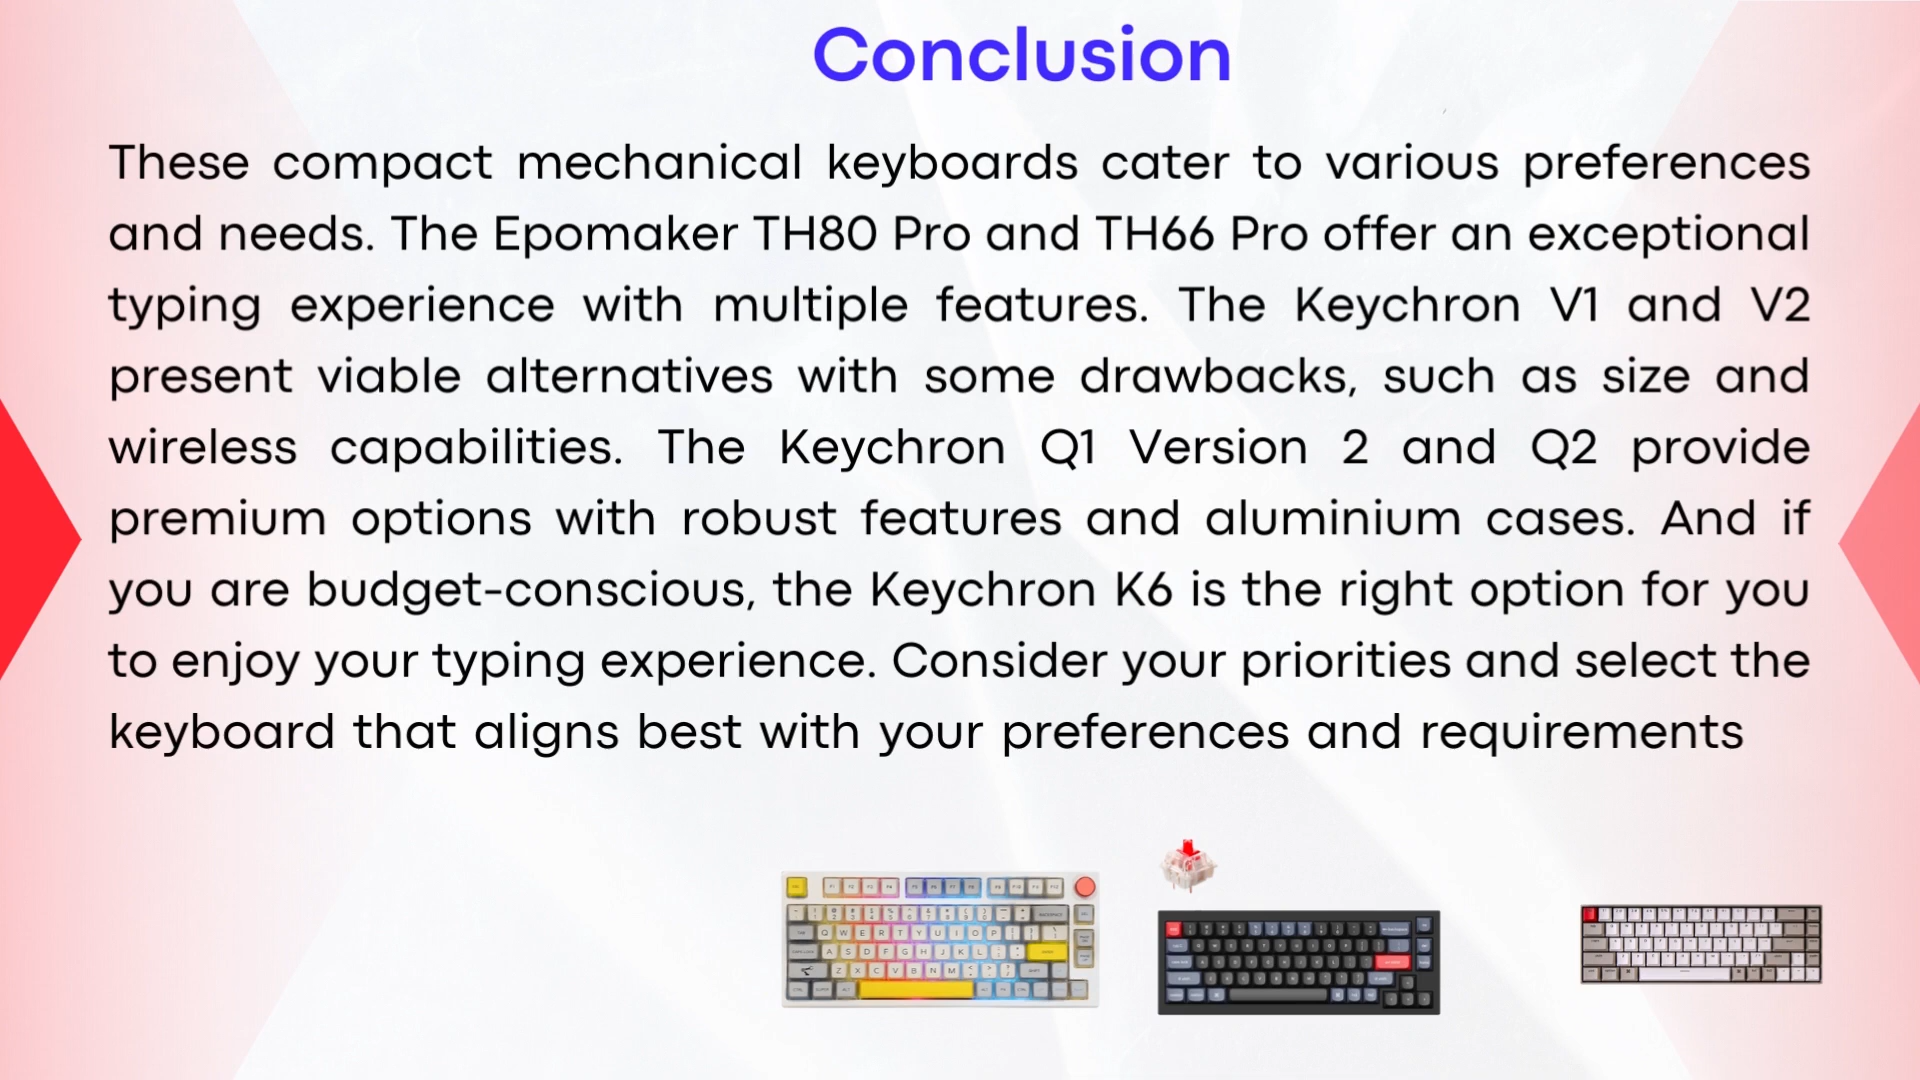 Conclusion
These compact mechanical keyboards cater to various preferences
and needs. The Epomaker TH80 Pro and TH66 Pro offer an exceptional
typing experience with multiple features. The Keychron V1 and V2
present viable alternatives with some drawbacks, such as size and
wireless capabilities. The Keychron Q1 Version 2 and Q2 provide
premium options with robust features and aluminium cases. And if
you are budget-conscious, the Keychron K6 is the right option for you
to enjoy your typing experience. Consider your priorities and select the
keyboard that aligns best with your preferences and requirements
Q W E R T Y U I O P
A S D F G H J K L
Z X C V B N M